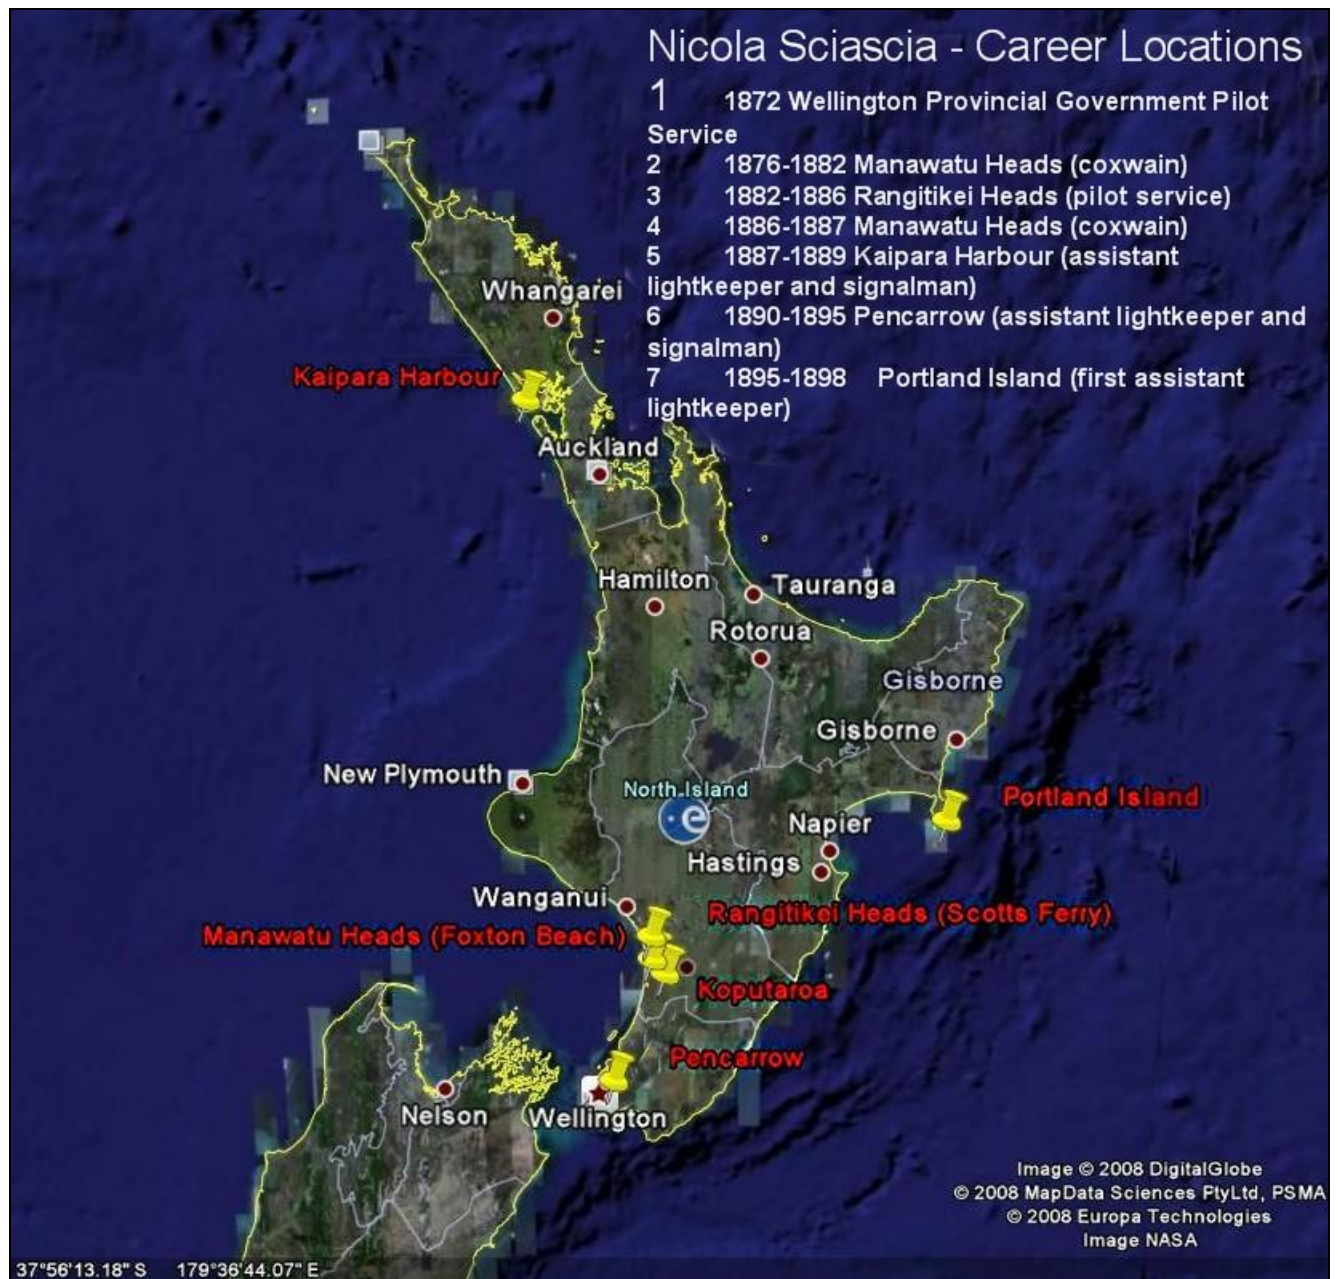 Nicola Sciascia - Career Locations
1 1872 Wellington Provincial Government Pilot
Service
2 1876-1882 Manawatu Heads (coxwain)
3 1882-1886 Rangitikei Heads (pilot service)
4 1886-1887 Manawatu Heads (coxwain)
5 1887-1889 Kaipara Harbour (assistant
lightkeeper and signalman)
6 1890-1895 Pencarrow (assistant lightkeeper and
signalman)
7 1895-1898 Portland Island (first assistant
lightkeeper)
Whangarei
Kaipara Harbour
Auckland
Hamilton
Tauranga
Rotorua
Gisborne
Gisborne
New Plymouth
North Island
e
Portland Island
Napier
Hastings
Wanganui
Rangitikei Heads (Scotts Ferry)
Manawatu Heads (Foxton Beach)
Koputaroa
Pencarrow
Nelson
Wellington
Image © 2008 DigitalGlobe
© 2008 MapData Sciences PtyLtd, PSMA
© 2008 Europa Technologies
Image NASA
37°56'13.18" S 179°36'44.07" E